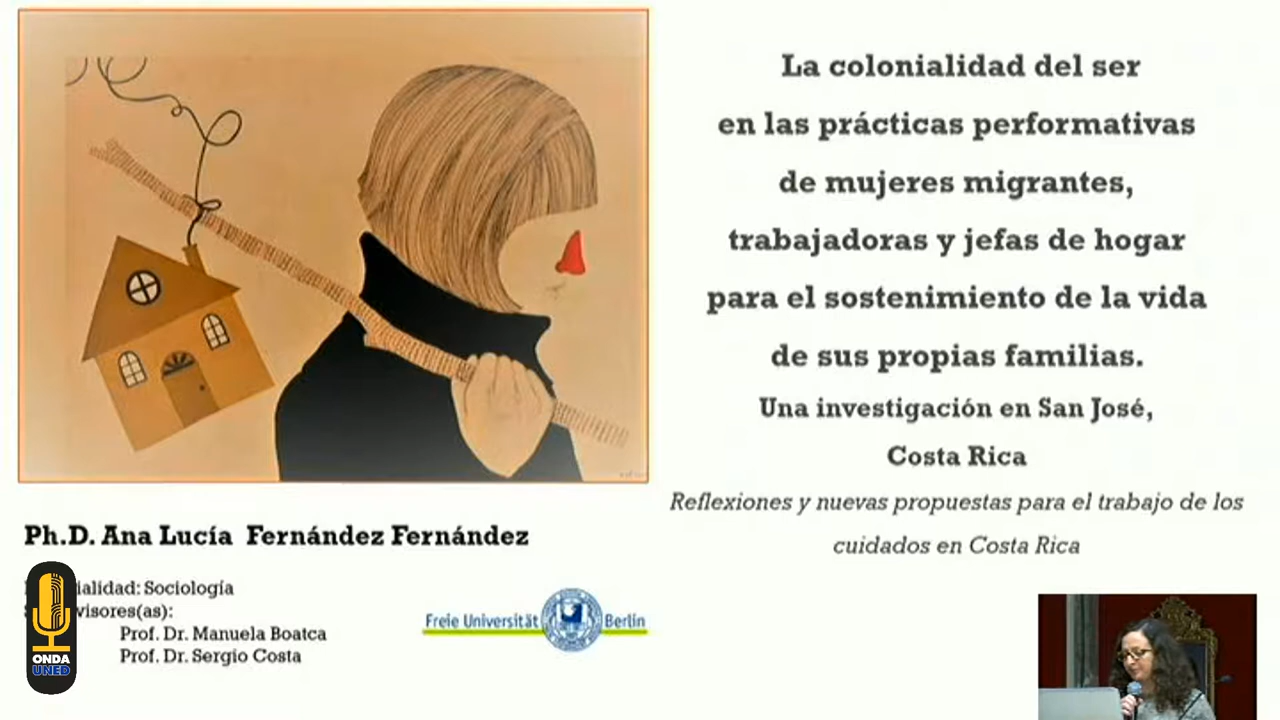 La colonialidad del ser
en las prácticas performativas
de mujeres migrantes,
trabajadoras y jefas de hogar
para el sostenimiento de la vida
de sus propias familias.
Una investigación en San José,
Costa Rica
Reflexiones y nuevas propuestas para el trabajo de los
cuidados en Costa Rica
Ph.D. Ana Lucía Fernández Fernández
ialidad: Sociología
visores(as):
Prof. Dr. Manuela Boatca
Prof. Dr. Sergio Costa
Freie Universität Berlin
ONDA
UNED